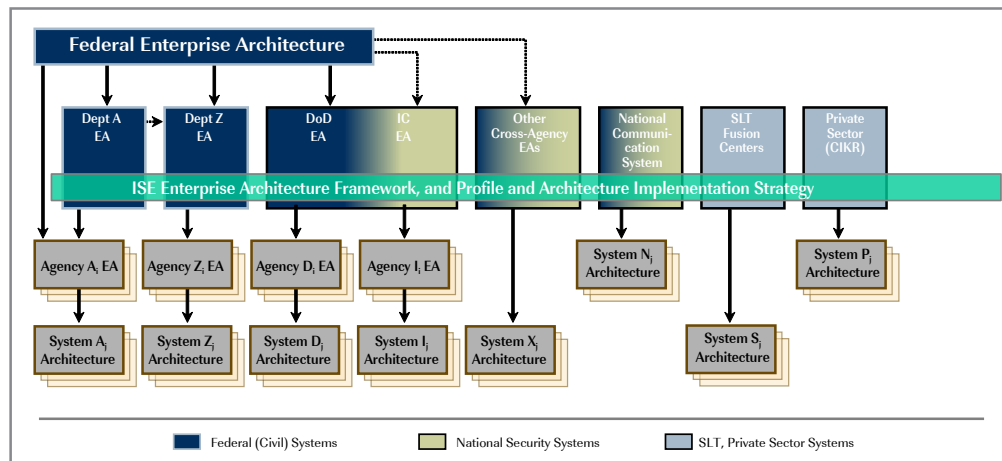 Federal Enterprise Architecture
Dept A
EA
Dept Z
EA
DoD
EA
IC
EA
Other
Cross-Agency
EAs
National
Communi-
cation
System
SLT
Fusion
Centers
Private
Sector
(CIKR)
ISE Enterprise Architecture Framework, and Profile and Architecture Implementation Strategy
Agency Ai EA
Agency Zi EA
Agency Di EA
Agency Ii EA
System Nj
Architecture
System Pj
Architecture
System Aj
Architecture
System Zj
Architecture
System Dj
Architecture
System Ij
Architecture
System Xj
Architecture
System Sj
Architecture
Federal (Civil) Systems
National Security Systems
SLT, Private Sector Systems